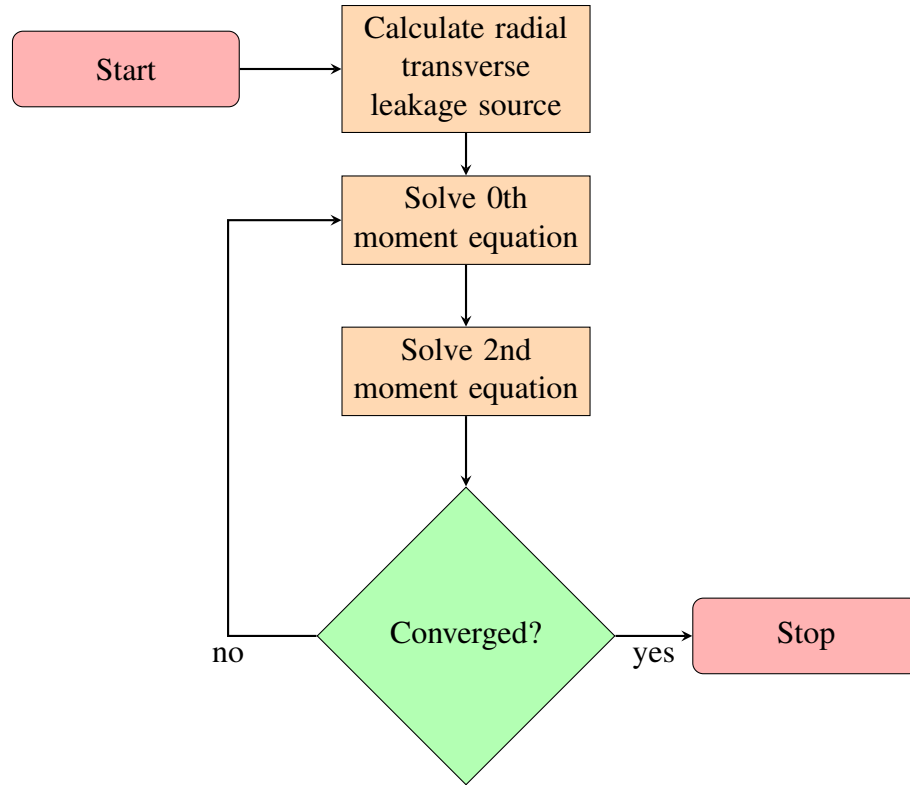 Start
Calculate radial
transverse
leakage source
Solve 0th
moment equation
Solve 2nd
moment equation
Converged?
no
yes
Stop